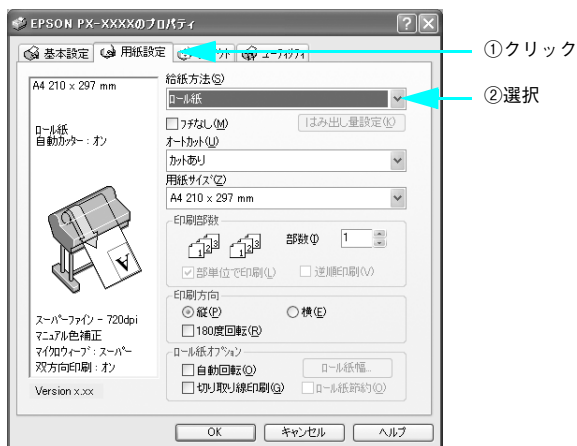 EPSON PX-XXXXのプロパティ
基本設定 用紙設定 ユーティリティ
①クリック
A4 210 x 297 mm
給紙方法(S)
ロール紙
②選択
ロール紙
自動カッター : オン
フチなし(M) はみ出し量設定(K)
オートカット(U)
カットあり
用紙サイズ(Z)
A4 210 x 297 mm
印刷部数
部数(I) 1
部単位で印刷(L) 逆順印刷(V)
印刷方向
縦(P) 横(E)
180度回転(R)
スーパーファイン - 720dpi
マニュアル色補正
マイクロウィーブ : スーパー
双方向印刷 : オン
ロール紙オプション
自動回転(O) ロール紙幅...
切り取り線印刷(G) ロール紙節約(O)
Version x.xx
OK キャンセル ヘルプ